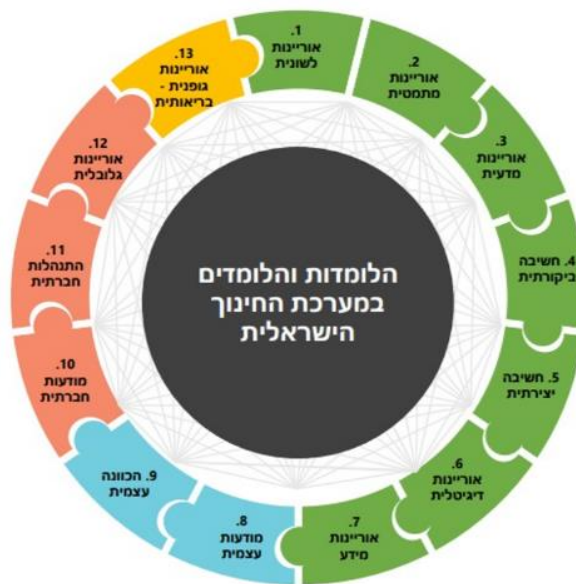 הלומדות והלומדים
במערכת החינוך
הישראלית
1.
אוריינות
לשונית
2.
אוריינות
מתמטית
3.
אוריינות
מדעית
4. חשיבה
ביקורתית
5. חשיבה
יצירתית
6.
אוריינות
דיגיטלית
7.
אוריינות
מידע
8.
מודעות
עצמית
9. הכוונה
עצמית
10.
מודעות
חברתית
11.
התנהלות
חברתית
12.
אוריינות
גלובלית
13.
אוריינות
גופנית -
בריאותית